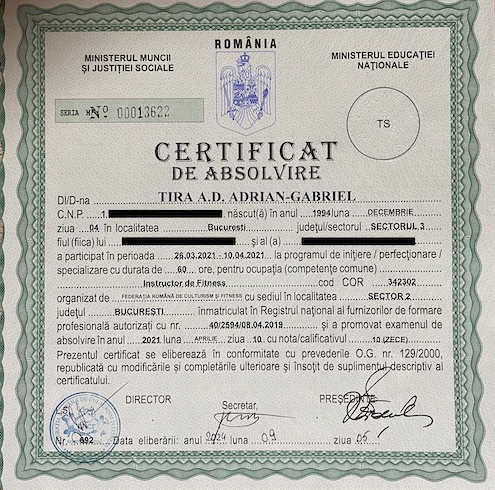 ROMÂNIA
MINISTERUL MUNCII
ȘI JUSTIȚIEI SOCIALE
MINISTERUL EDUCAȚIEI
NAȚIONALE
SERIA Nº 00013622
TS
CERTIFICAT
DE ABSOLVIRE
Dl/D-na TIRA A.D. ADRIAN-GABRIEL
C.N.P. 1 născut(ă) în anul 1994 luna DECEMBRIE
ziua 04 în localitatea București județul/sectorul SECTORUL 3
fiul (fiica) lui și al (a)
a participat în perioada 26.03.2021 - 10.04.2021 la programul de inițiere / perfecționare /
specializare cu durata de 60 ore, pentru ocupația (competențe comune)
Instructor de Fitness cod COR 342302
organizat de FEDERAȚIA ROMÂNĂ DE CULTURISM ȘI FITNESS cu sediul în localitatea SECTOR 2
județul BUCUREȘTI înmatriculat în Registrul național al furnizorilor de formare
profesională autorizați cu nr. 40/2594/08.04.2019 și a promovat examenul
de absolvire în anul 2021 luna APRILIE ziua 10 cu nota/calificativul 10 (ZECE)
Prezentul certificat se eliberează în conformitate cu prevederile O.G. nr. 129/2000,
republicată cu modificările și completările ulterioare și însoțit de suplimentul descriptiv al
certificatului.
DIRECTOR
Secretar,
PREȘEDINTE
L.S.
Nr. 092 Data eliberării: anul luna 09 ziua